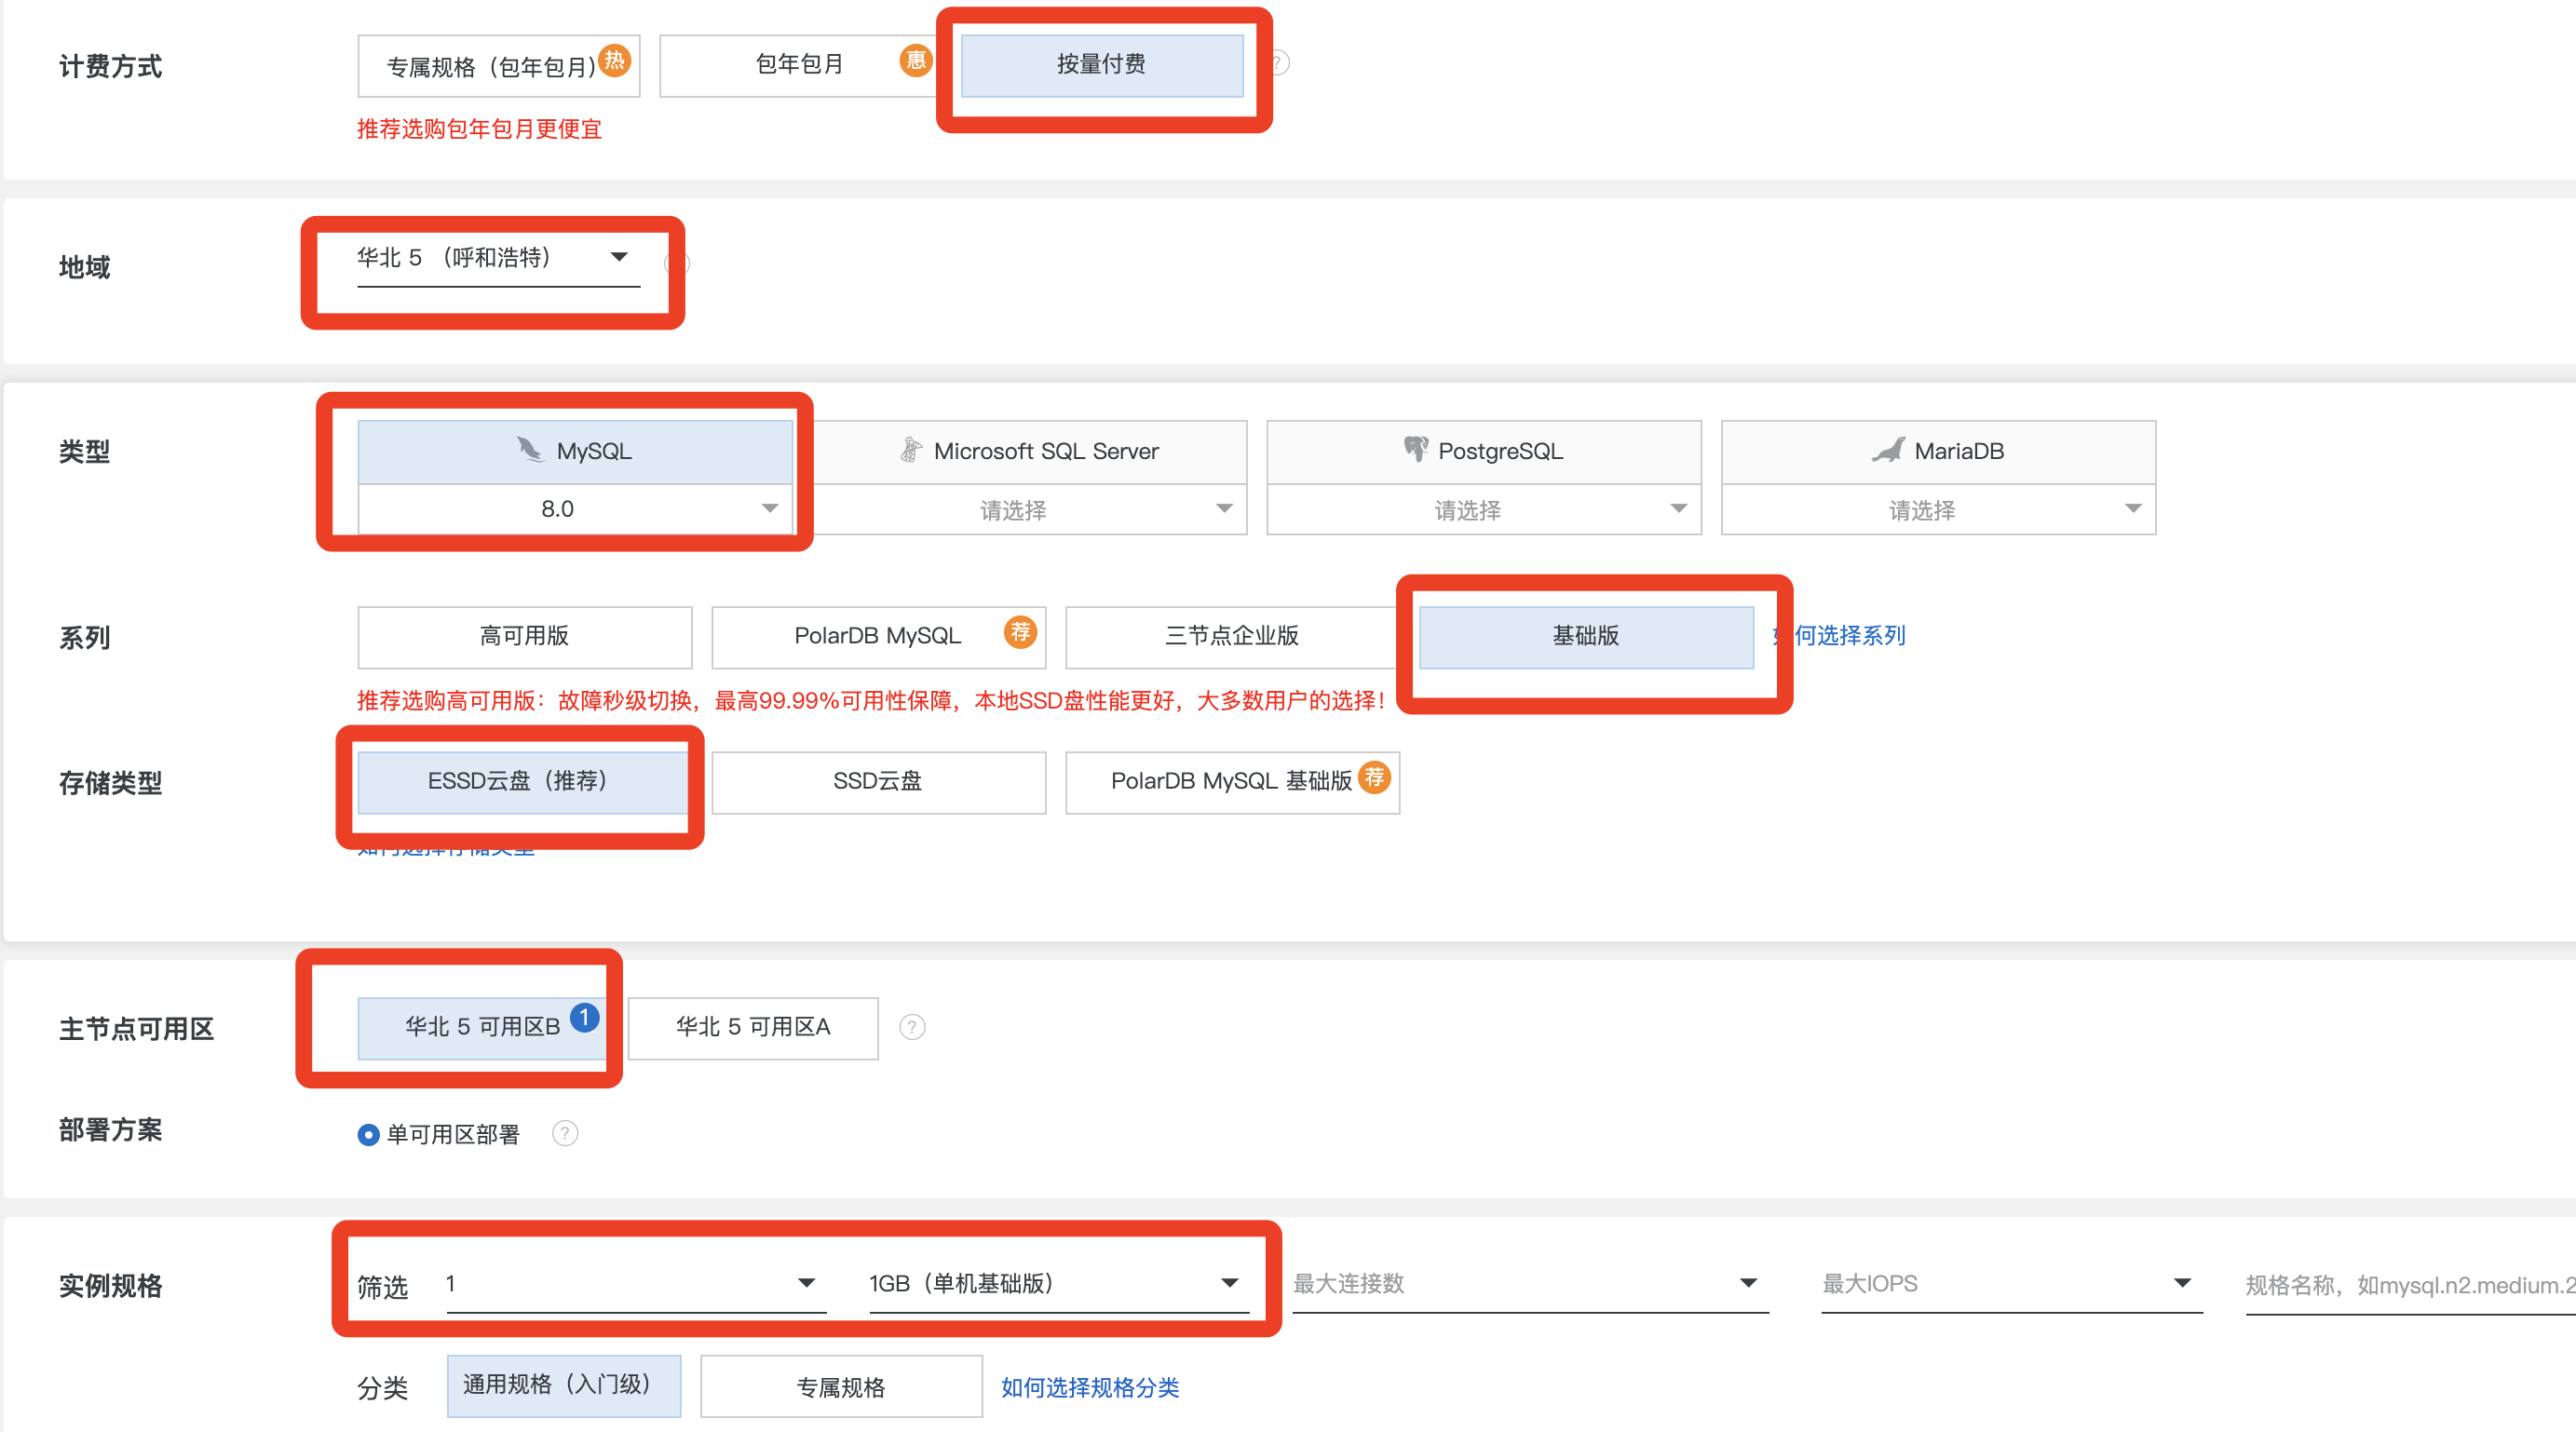 计费方式
专属规格（包年包月） 热
包年包月 惠
按量付费
?
推荐选购包年包月更便宜
地域
华北 5 （呼和浩特）
类型
MySQL
Microsoft SQL Server
PostgreSQL
MariaDB
8.0
请选择
请选择
请选择
系列
高可用版
PolarDB MySQL 荐
三节点企业版
基础版
如何选择系列
推荐选购高可用版：故障秒级切换，最高99.99%可用性保障，本地SSD盘性能更好，大多数用户的选择！
存储类型
ESSD云盘（推荐）
SSD云盘
PolarDB MySQL 基础版 荐
如何选择存储类型
主节点可用区
华北 5 可用区B 1
华北 5 可用区A
?
部署方案
单可用区部署
?
实例规格
筛选
1
1GB（单机基础版）
最大连接数
最大IOPS
规格名称，如mysql.n2.medium.2
分类
通用规格（入门级）
专属规格
如何选择规格分类